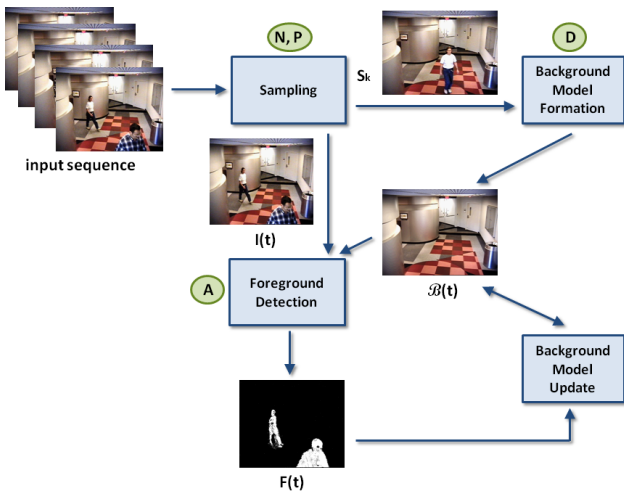 N, P
D
Sampling
Sk
Background
Model
Formation
input sequence
I(t)
A
Foreground
Detection
ℬ(t)
Background
Model
Update
F(t)